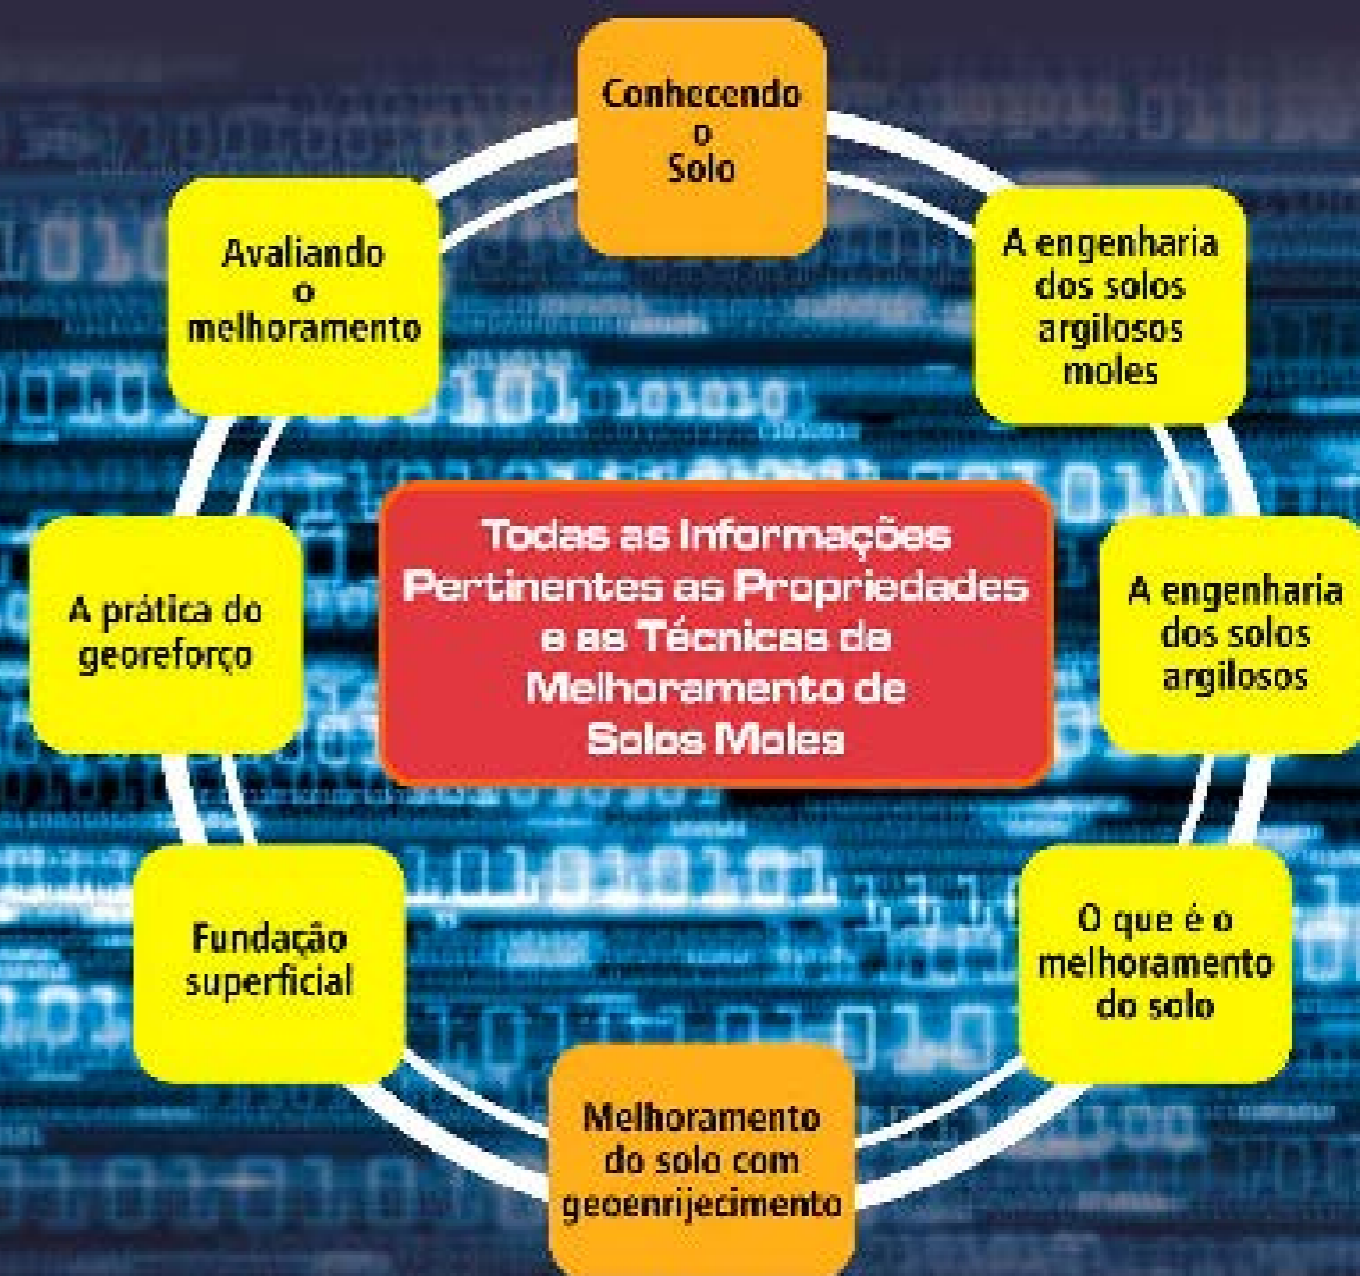 Conhecendo
o
Solo
A engenharia
dos solos
argilosos
moles
A engenharia
dos solos
argilosos
O que é o
melhoramento
do solo
Melhoramento
do solo com
geoenrijecimento
Fundação
superficial
A prática do
georeforço
Avaliando
o
melhoramento
Todas as Informações
Pertinentes as Propriedades
e as Técnicas de
Melhoramento de
Solos Moles
101010